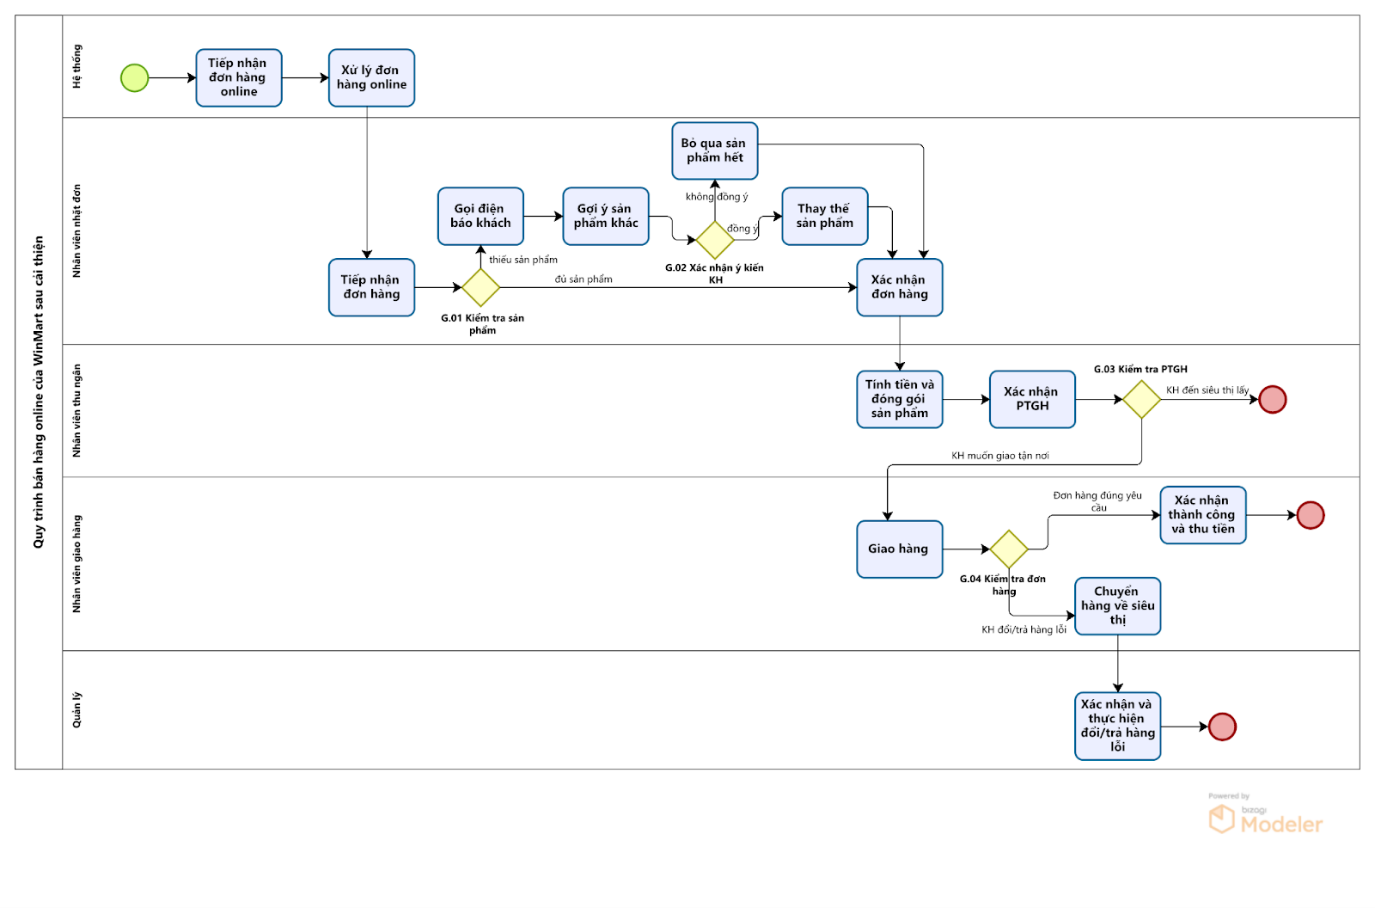 Quy trình bán hàng online của WinMart sau cải thiện
Hệ thống
Tiếp nhận
đơn hàng
online
Xử lý đơn
hàng online
Nhân viên nhặt đơn
Bỏ qua sản
phẩm hết
không đồng ý
Gọi điện
báo khách
Gợi ý sản
phẩm khác
Thay thế
sản phẩm
đồng ý
G.02 Xác nhận ý kiến
KH
thiếu sản phẩm
Tiếp nhận
đơn hàng
đủ sản phẩm
Xác nhận
đơn hàng
G.01 Kiểm tra sản
phẩm
Nhân viên thu ngân
Tính tiền và
đóng gói
sản phẩm
Xác nhận
PTGH
G.03 Kiểm tra PTGH
KH đến siêu thị lấy
KH muốn giao tận nơi
Nhân viên giao hàng
Giao hàng
Đơn hàng đúng yêu
cầu
Xác nhận
thành công
và thu tiền
G.04 Kiểm tra đơn
hàng
KH đổi/trả hàng lỗi
Chuyển
hàng về siêu
thị
Quản lý
Xác nhận và
thực hiện
đổi/trả hàng
lỗi
Powered by
bizagi
Modeler